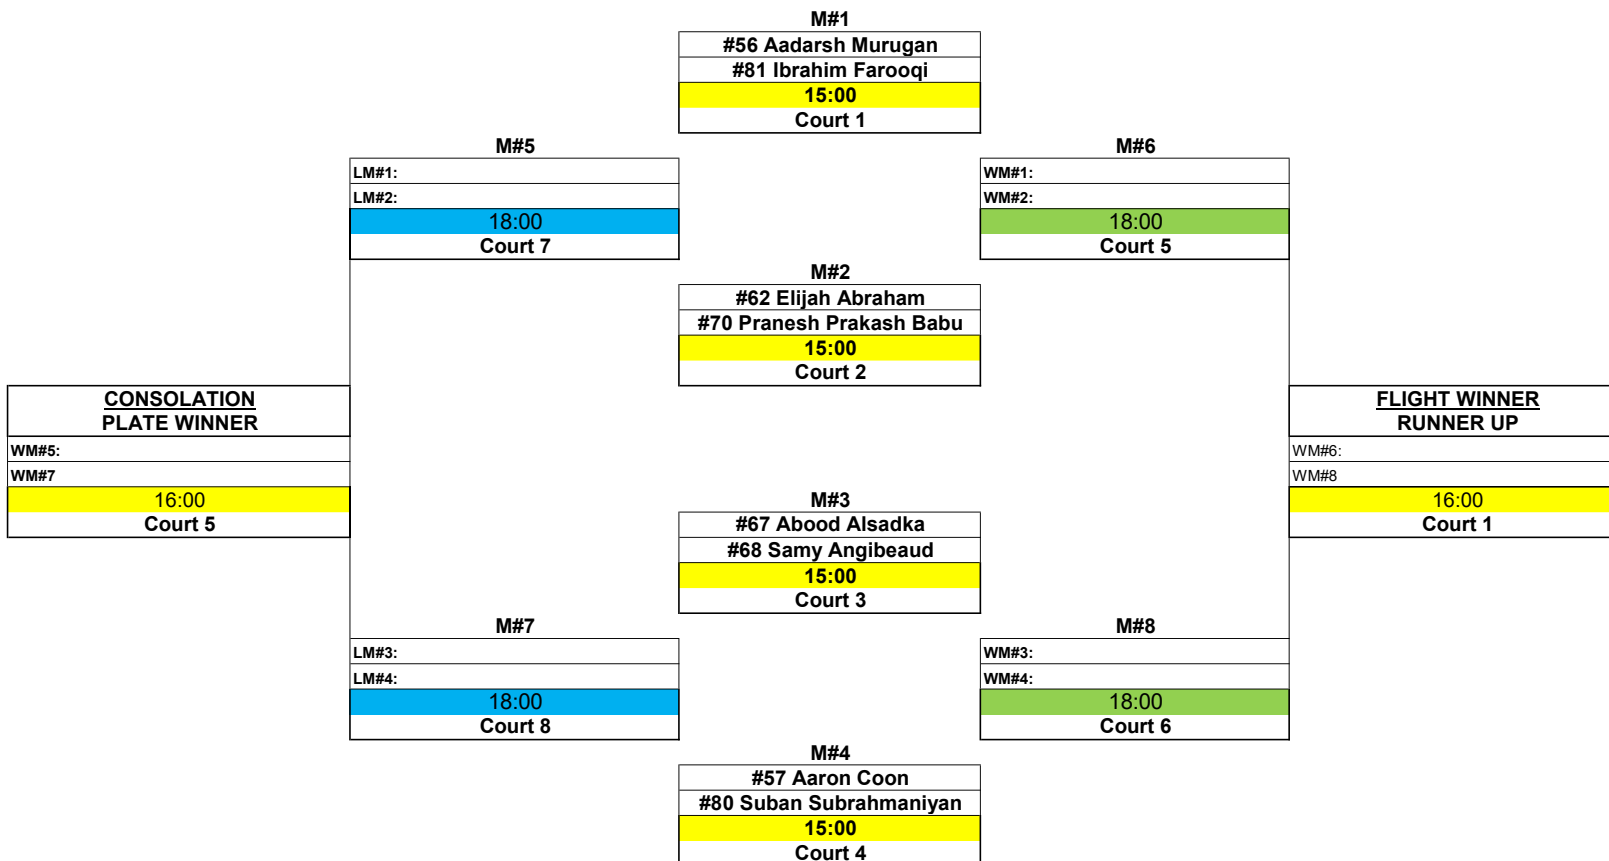 M#1
#56 Aadarsh Murugan
#81 Ibrahim Farooqi
15:00
Court 1
M#5
LM#1:
LM#2:
18:00
Court 7
M#6
WM#1:
WM#2:
18:00
Court 5
M#2
#62 Elijah Abraham
#70 Pranesh Prakash Babu
15:00
Court 2
CONSOLATION
PLATE WINNER
WM#5:
WM#7
16:00
Court 5
FLIGHT WINNER
RUNNER UP
WM#6:
WM#8
16:00
Court 1
M#3
#67 Abood Alsadka
#68 Samy Angibeaud
15:00
Court 3
M#7
LM#3:
LM#4:
18:00
Court 8
M#8
WM#3:
WM#4:
18:00
Court 6
M#4
#57 Aaron Coon
#80 Suban Subrahmaniyan
15:00
Court 4